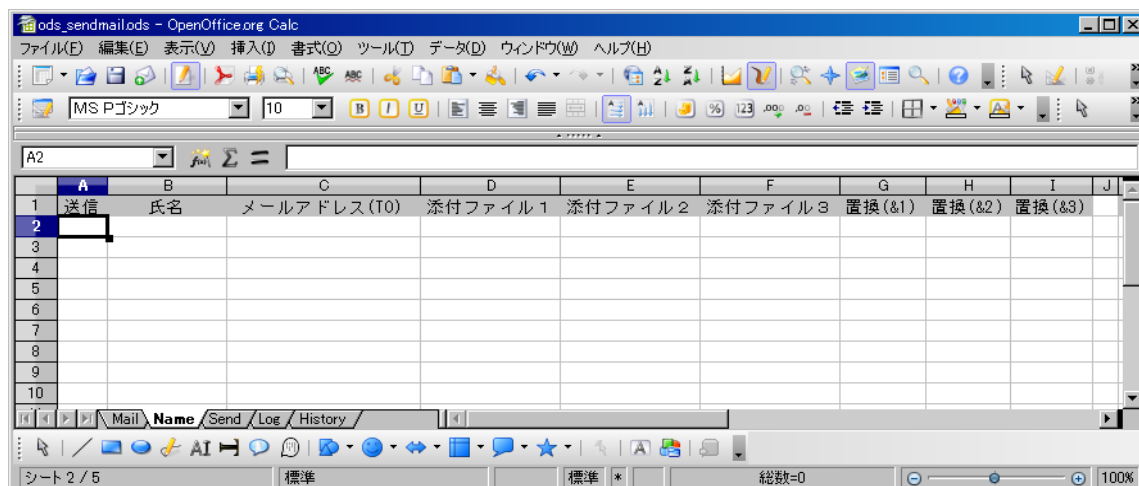 ods_sendmail.ods - OpenOffice.org Calc
ファイル(F) 編集(E) 表示(V) 挿入(I) 書式(O) ツール(T) データ(D) ウィンドウ(W) ヘルプ(H)
MS Pゴシック 10
A2
A B C D E F G H I J
1 送信 氏名 メールアドレス(TO) 添付ファイル1 添付ファイル2 添付ファイル3 置換(&1) 置換(&2) 置換(&3)
2
3
4
5
6
7
8
9
10
Mail Name Send Log History
シート 2 / 5 標準 標準 * 総数=0 100%